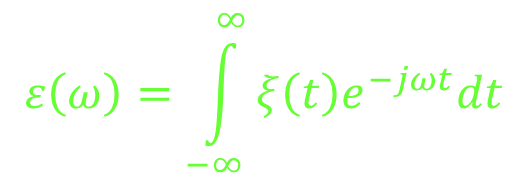 ε(ω) = ∫_{-∞}^{∞} ξ(t)e^{-jωt}dt